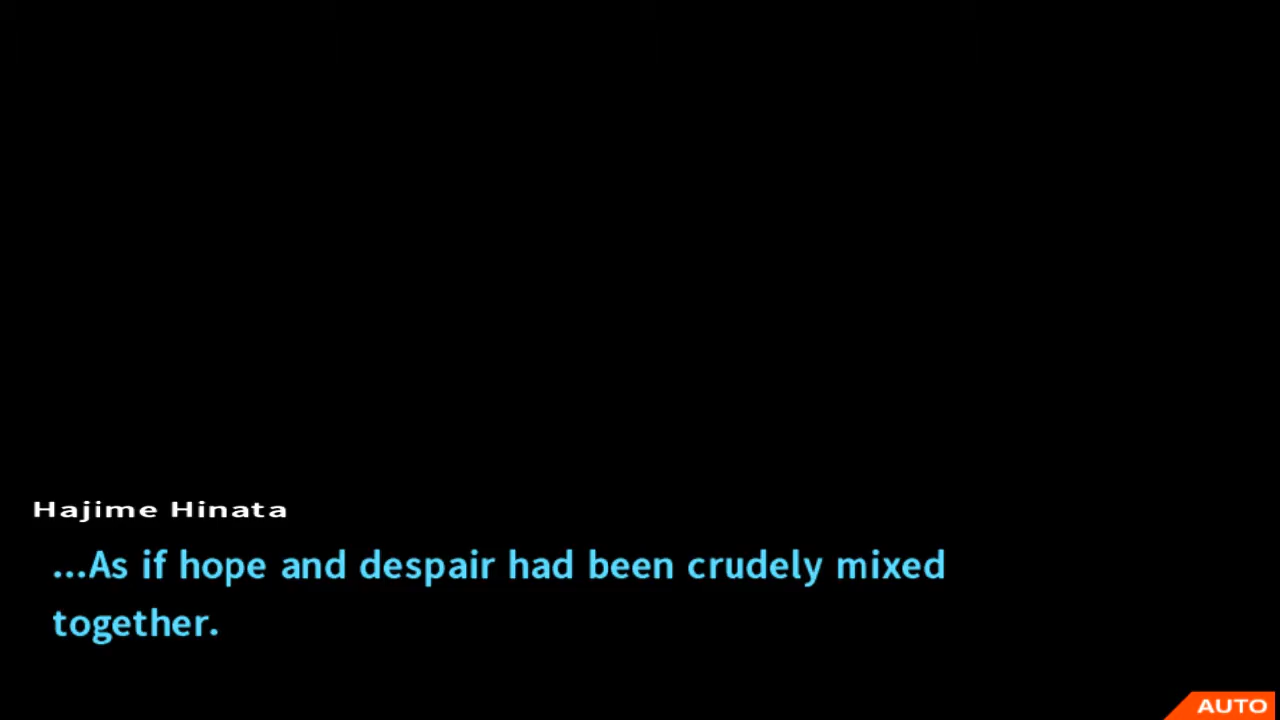 Hajime Hinata
...As if hope and despair had been crudely mixed
together.
AUTO